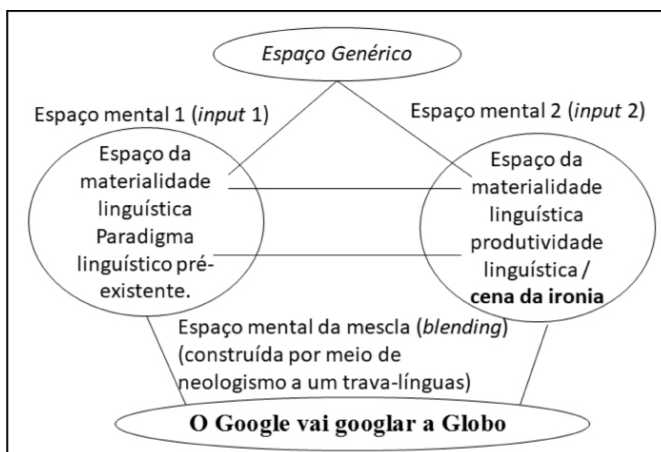 Espaço Genérico
Espaço mental 1 (input 1)
Espaço mental 2 (input 2)
Espaço da
materialidade
linguística
Paradigma
linguístico pré-
existente.
Espaço da
materialidade
linguística
produtividade
linguística /
cena da ironia
Espaço mental da mescla (blending)
(construída por meio de
neologismo a um trava-línguas)
O Google vai googlar a Globo